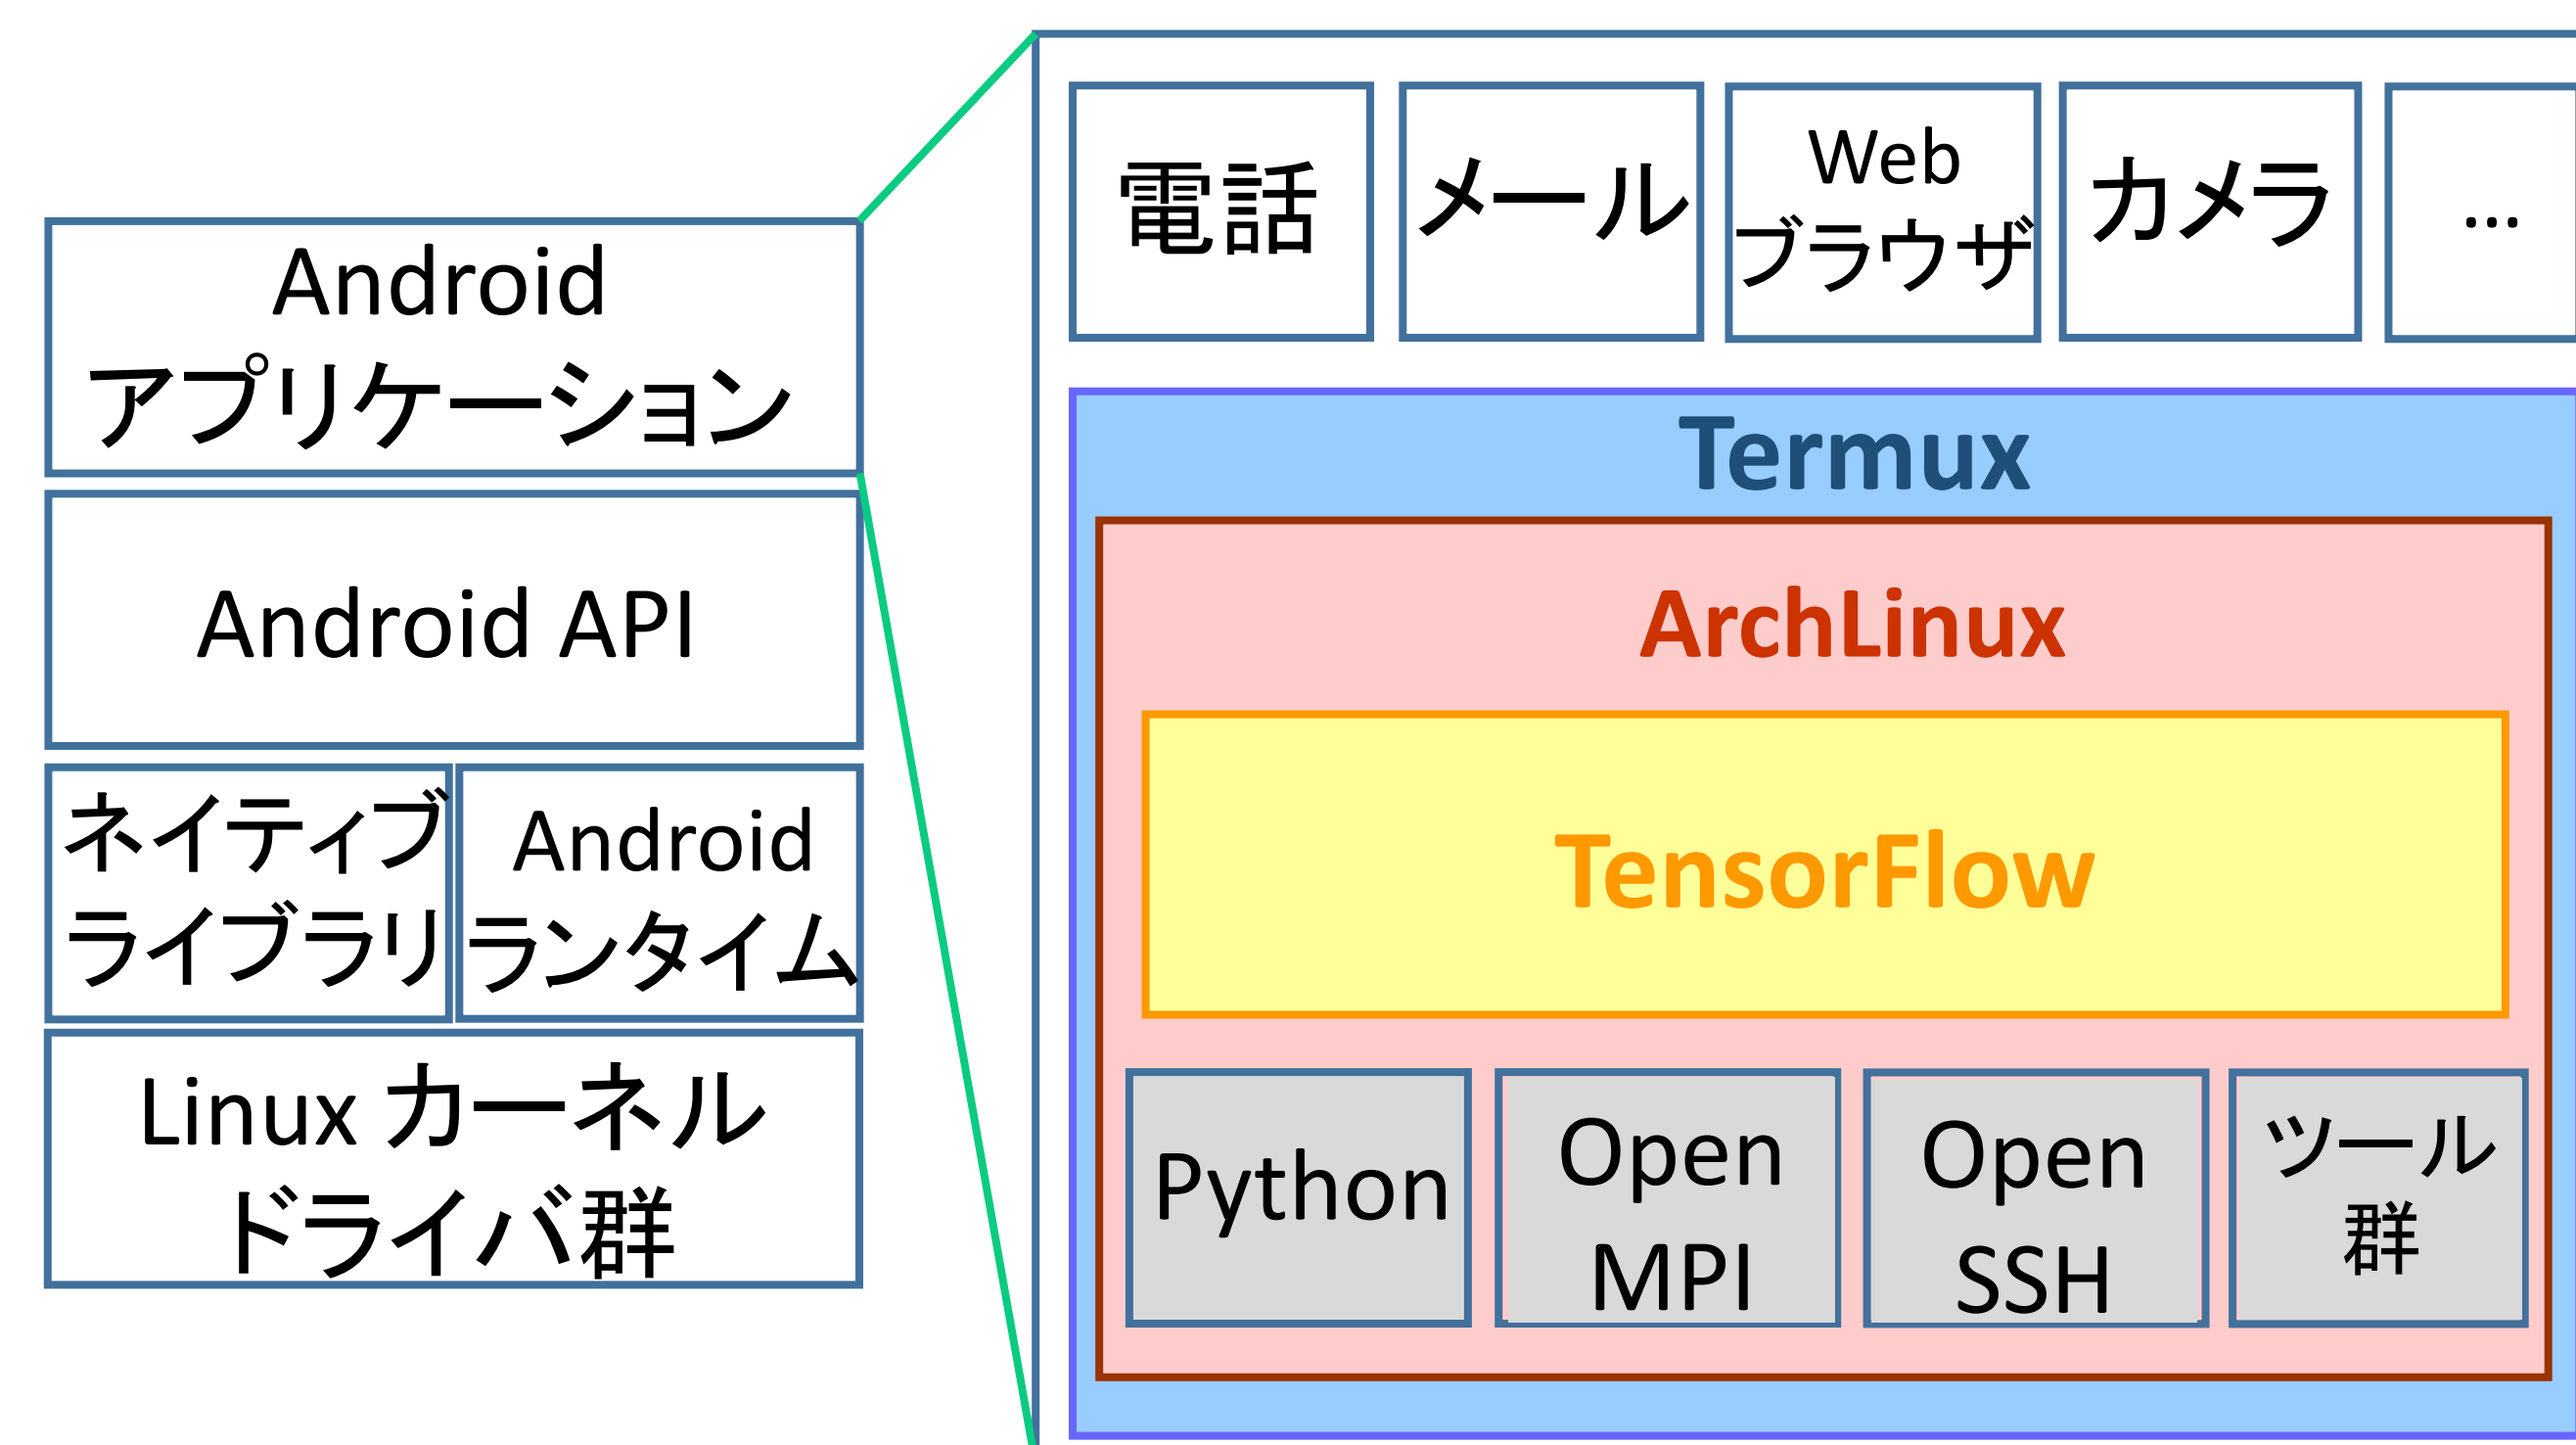 Android
アプリケーション
Android API
ネイティブ
ライブラリ
Android
ランタイム
Linux カーネル
ドライバ群
電話
メール
Web
ブラウザ
カメラ
...
Termux
ArchLinux
TensorFlow
Python
Open
MPI
Open
SSH
ツール
群